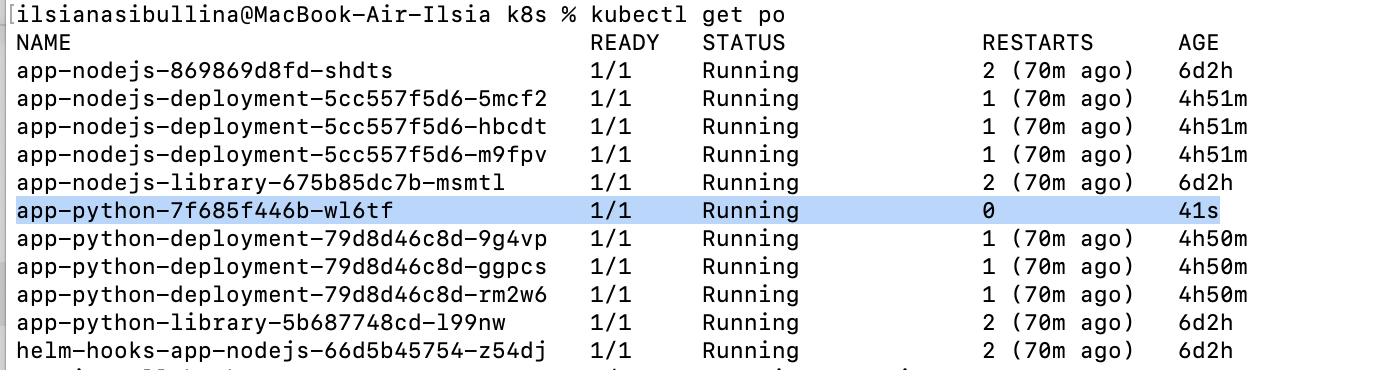 [ilsianasibullina@MacBook-Air-Ilsia k8s % kubectl get po
NAME READY STATUS RESTARTS AGE
app-nodejs-869869d8fd-shdts 1/1 Running 2 (70m ago) 6d2h
app-nodejs-deployment-5cc557f5d6-5mcf2 1/1 Running 1 (70m ago) 4h51m
app-nodejs-deployment-5cc557f5d6-hbcdt 1/1 Running 1 (70m ago) 4h51m
app-nodejs-deployment-5cc557f5d6-m9fpv 1/1 Running 1 (70m ago) 4h51m
app-nodejs-library-675b85dc7b-msmtl 1/1 Running 2 (70m ago) 6d2h
app-python-7f685f446b-wl6tf 1/1 Running 0 41s
app-python-deployment-79d8d46c8d-9g4vp 1/1 Running 1 (70m ago) 4h50m
app-python-deployment-79d8d46c8d-ggpcs 1/1 Running 1 (70m ago) 4h50m
app-python-deployment-79d8d46c8d-rm2w6 1/1 Running 1 (70m ago) 4h50m
app-python-library-5b687748cd-l99nw 1/1 Running 2 (70m ago) 6d2h
helm-hooks-app-nodejs-66d5b45754-z54dj 1/1 Running 2 (70m ago) 6d2h